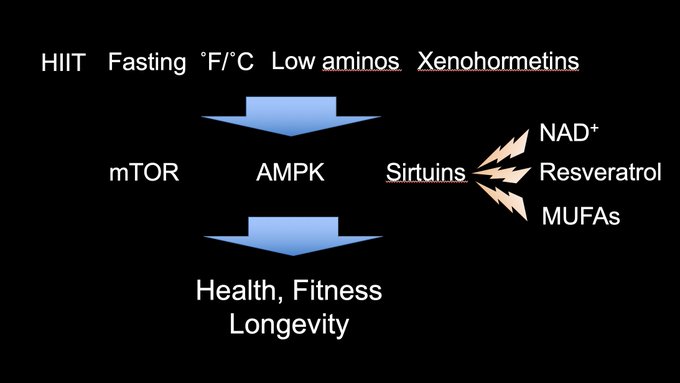 HIIT Fasting ˚F/˚C Low aminos Xenohormetins
NAD⁺
mTOR AMPK Sirtuins Resveratrol
MUFAs
Health, Fitness
Longevity